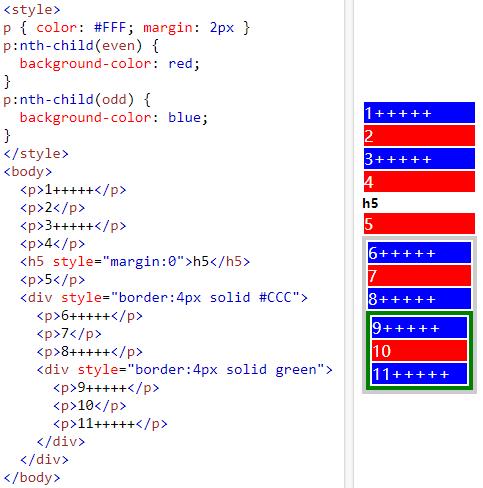 <style>
p { color: #FFF; margin: 2px }
p:nth-child(even) {
  background-color: red;
}
p:nth-child(odd) {
  background-color: blue;
}
</style>
<body>
  <p>1+++++</p>
  <p>2</p>
  <p>3+++++</p>
  <p>4</p>
  <h5 style="margin:0">h5</h5>
  <p>5</p>
  <div style="border:4px solid #CCC">
    <p>6+++++</p>
    <p>7</p>
    <p>8+++++</p>
    <div style="border:4px solid green">
      <p>9+++++</p>
      <p>10</p>
      <p>11+++++</p>
    </div>
  </div>
</body>
1+++++
2
3+++++
4
h5
5
6+++++
7
8+++++
9+++++
10
11+++++